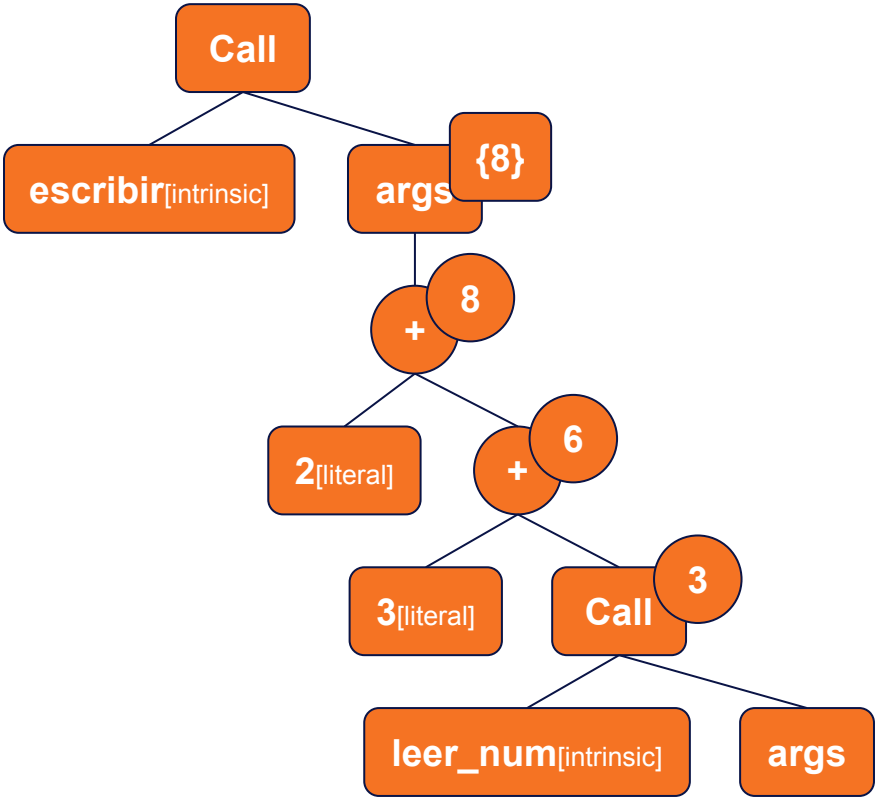 Call
{8}
escribir[intrinsic]
args
8
+
6
2[literal]
+
3
3[literal]
Call
leer_num[intrinsic]
args